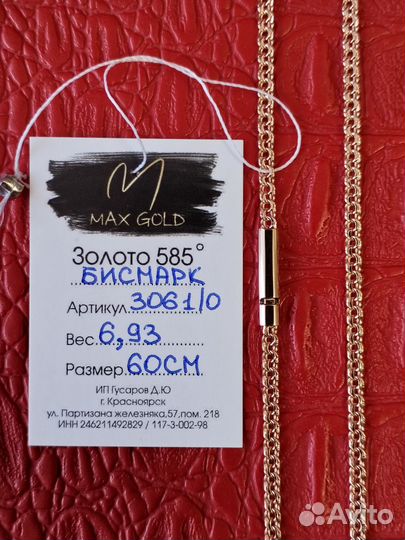 MAX GOLD
Золото 585°
БИСМАРК
Артикул 3061/0
Вес 6,93
Размер 60СМ
ИП Гусаров Д.Ю
г. Красноярск
ул. Партизана железняка,57,пом. 218
ИНН 246211492829 / 117-3-002-98
Avito